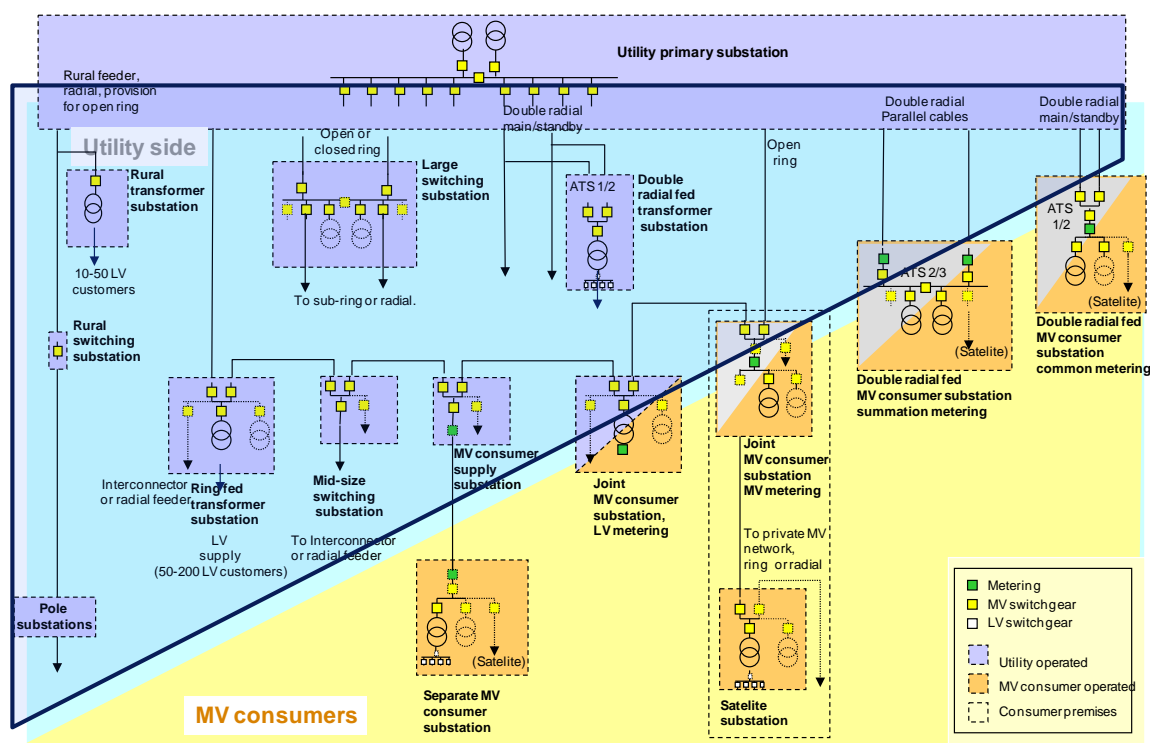 Utility primary substation
Rural feeder,
radial, provision
for open ring
Double radial
main/standby
Double radial
Parallel cables
Double radial
main/standby
Utility side
Open or
closed ring
Open
ring
Rural
transformer
substation
Large
switching
substation
ATS 1/2
Double
radial fed
transformer
substation
ATS
1/2
ATS 2/3
10-50 LV
customers
To sub-ring or radial.
(Satelite)
Double radial fed
MV consumer
substation
common metering
Rural
switching
substation
(Satelite)
Double radial fed
MV consumer substation
summation metering
Interconnector
or radial feeder
Ring fed
transformer
substation
Mid-size
switching
substation
MV consumer
supply
substation
Joint
MV consumer
substation,
LV metering
Joint
MV consumer
substation
MV metering
LV
supply
(50-200 LV customers)
To Interconnector
or radial feeder
To private MV
network,
ring or radial
Pole
substations
(Satelite)
Separate MV
consumer
substation
Satelite
substation
MV consumers
Metering
MV switchgear
LV switchgear
Utility operated
MV consumer operated
Consumer premises